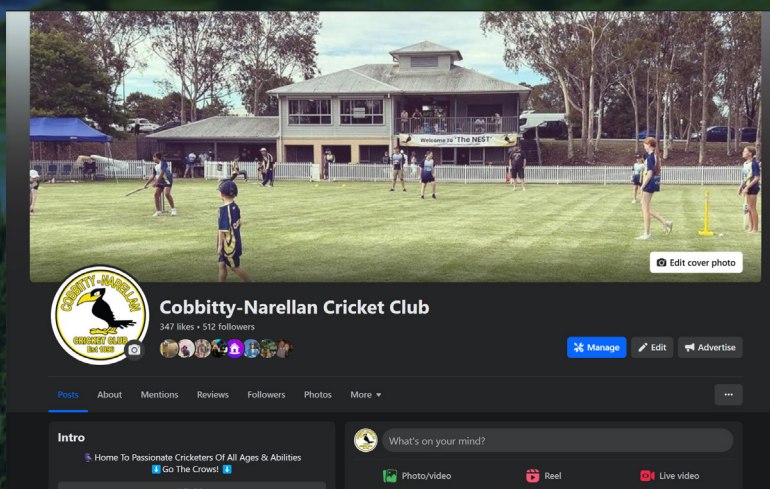 Welcome to 'The NEST'
Edit cover photo
COBBITTY-NARELLAN
CRICKET CLUB
Est 1893
Cobbitty-Narellan Cricket Club
347 likes • 512 followers
Manage
Edit
Advertise
Posts
About
Mentions
Reviews
Followers
Photos
More
Intro
Home To Passionate Cricketers Of All Ages & Abilities
Go The Crows!
What's on your mind?
Photo/video
Reel
Live video